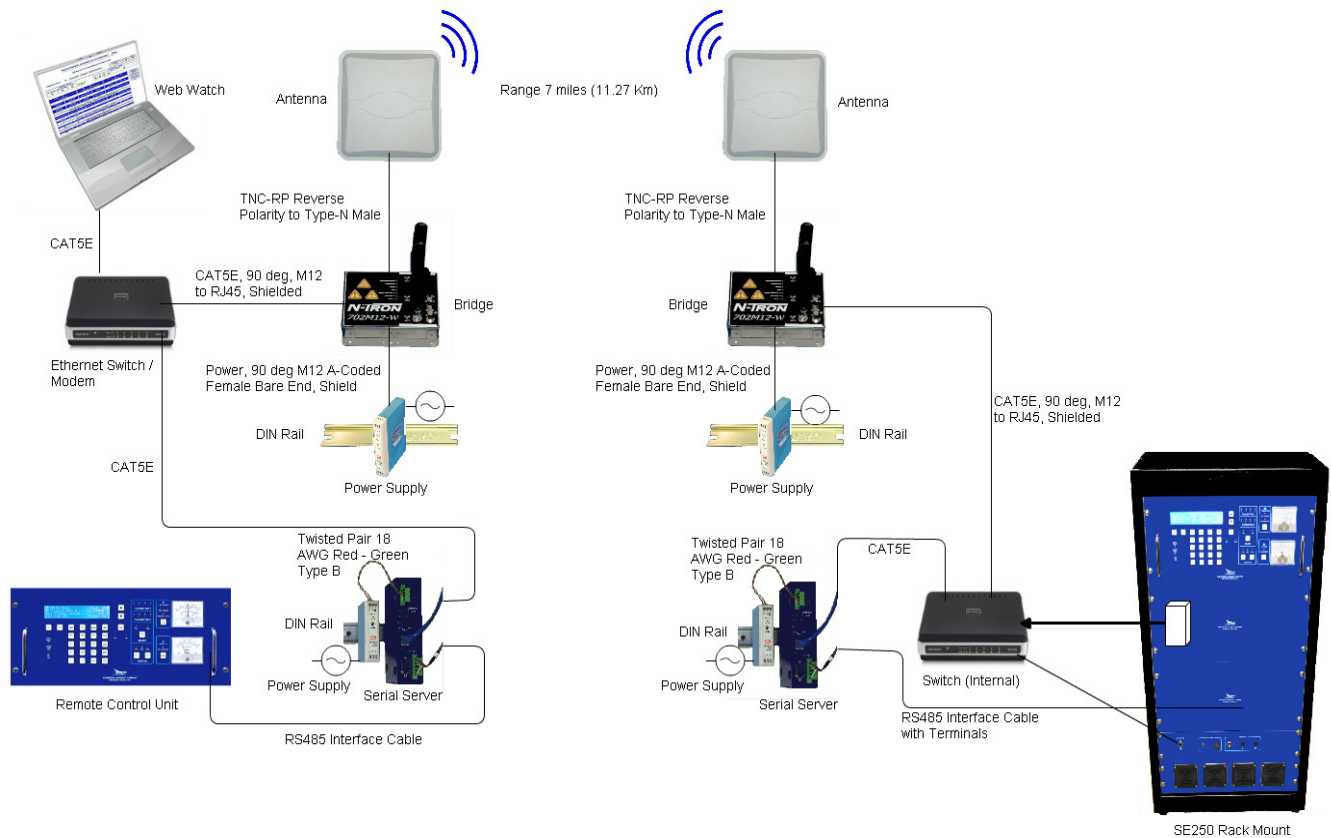 Web Watch
Antenna
Range 7 miles (11.27 Km)
Antenna
TNC-RP Reverse
Polarity to Type-N Male
TNC-RP Reverse
Polarity to Type-N Male
CAT5E
CAT5E, 90 deg, M12
to RJ45, Shielded
N-TRON
702M12-W
Bridge
Bridge
N-TRON
702M12-W
Ethernet Switch /
Modem
Power, 90 deg M12 A-Coded
Female Bare End, Shield
Power, 90 deg M12 A-Coded
Female Bare End, Shield
CAT5E, 90 deg, M12
to RJ45, Shielded
DIN Rail
DIN Rail
CAT5E
Power Supply
Power Supply
Twisted Pair 18
AWG Red - Green
Type B
Twisted Pair 18
AWG Red - Green
Type B
CAT5E
DIN Rail
DIN Rail
Power Supply
Serial Server
Power Supply
Serial Server
Switch (Internal)
Remote Control Unit
RS485 Interface Cable
RS485 Interface Cable
with Terminals
SE250 Rack Mount